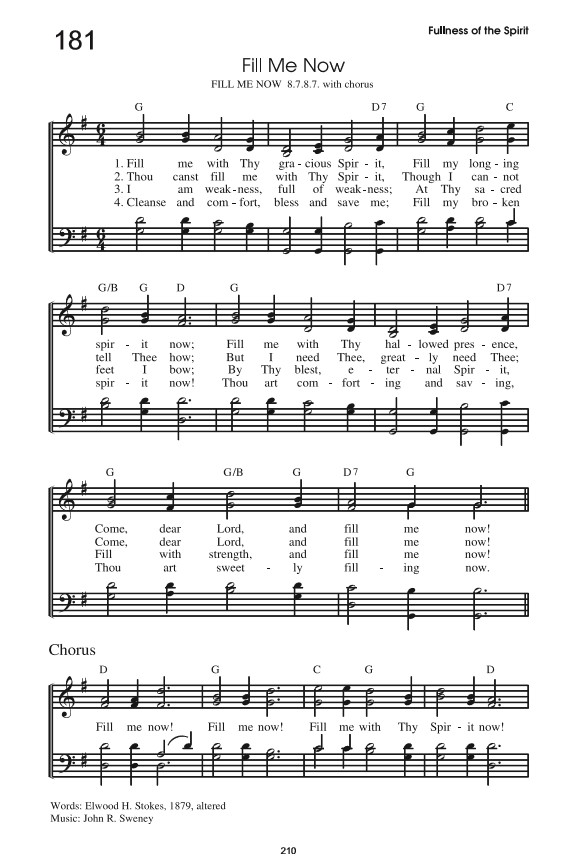 Fullness of the Spirit
181
Fill Me Now
FILL ME NOW 8.7.8.7. with chorus
G D7 G C
1. Fill me with Thy gra - cious Spir - it, Fill my long - ing
2. Thou canst fill me with Thy Spir - it, Though I can - not
3. I am weak - ness, full of weak - ness; At Thy sa - cred
4. Cleanse and com - fort, bless and save me; Fill my bro - ken
G/B G D G D7
spir - it now; Fill me with Thy hal - lowed pres - ence,
tell Thee how; But I need Thee, great - ly need Thee;
feet I bow; By Thy blest, e - ter - nal Spir - it,
spir - it now! Thou art com - fort - ing and sav - ing,
G G/B G D7 G
Come, dear Lord, and fill me now!
Come, dear Lord, and fill me now!
Fill with strength, and fill me now!
Thou art sweet - ly fill - ing now.
Chorus
D G C G D
Fill me now! Fill me now! Fill me with Thy Spir - it now!
Words: Elwood H. Stokes, 1879, altered
Music: John R. Sweney
210